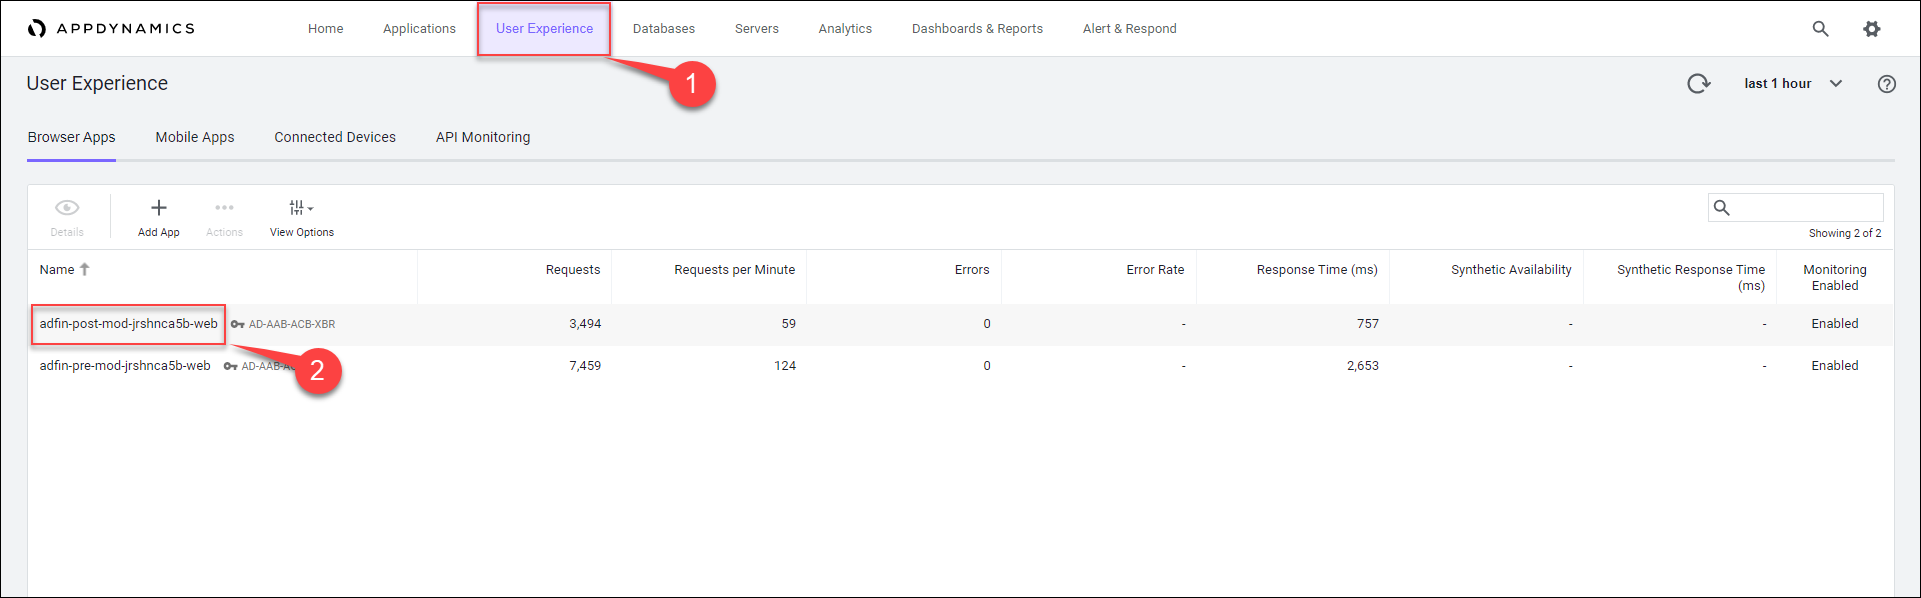 APPDYNAMICS Home Applications User Experience Databases Servers Analytics Dashboards & Reports Alert & Respond
1
User Experience last 1 hour
Browser Apps Mobile Apps Connected Devices API Monitoring
Details Add App Actions View Options
Showing 2 of 2
Name Requests Requests per Minute Errors Error Rate Response Time (ms) Synthetic Availability Synthetic Response Time (ms) Monitoring Enabled
adfin-post-mod-jrshnca5b-web AD-AAB-ACB-XBR 3,494 59 0 - 757 - - Enabled
adfin-pre-mod-jrshnca5b-web 7,459 124 0 - 2,653 - - Enabled
2